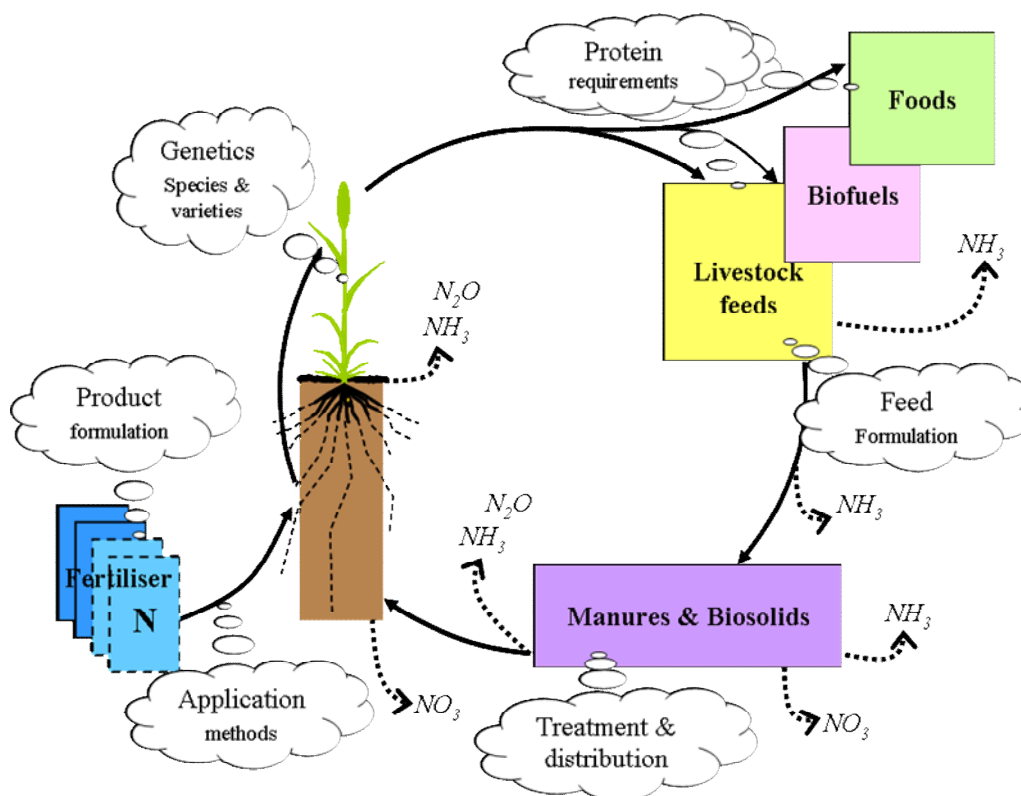 Protein
requirements
Foods
Genetics
Species &
varieties
Biofuels
NH3
Livestock
feeds
N2O
NH3
Product
formulation
Feed
Formulation
N2O
NH3
NH3
Fertiliser
N
Manures & Biosolids
NH3
Application
methods
NO3
Treatment &
distribution
NO3